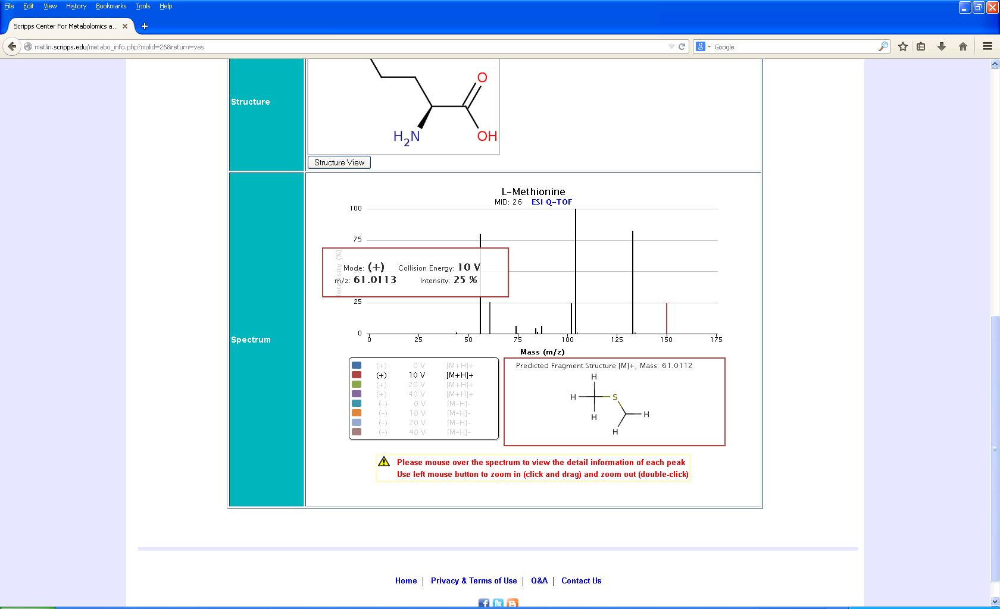 File Edit View History Bookmarks Tools Help
Scripps Center For Metabolomics a... × +
metlin.scripps.edu/metabo_info.php?molid=26&return=yes
8 Google
Structure
O
H2N OH
Structure View
Spectrum
L-Methionine
MID: 26 ESI Q-TOF
100
75
25
0
Intensity (%)
Mode: (+) Collision Energy: 10 V
m/z: 61.0113 Intensity: 25 %
0 25 50 75 100 125 150 175
Mass (m/z)
(+) 0 V [M+H]+
(+) 10 V [M+H]+
(+) 20 V [M+H]+
(+) 40 V [M+H]+
(-) 0 V [M-H]-
(-) 10 V [M-H]-
(-) 20 V [M-H]-
(-) 40 V [M-H]-
Predicted Fragment Structure [M]+, Mass: 61.0112
H
H S
H H
H
Please mouse over the spectrum to view the detail information of each peak
Use left mouse button to zoom in (click and drag) and zoom out (double-click)
Home | Privacy & Terms of Use | Q&A | Contact Us